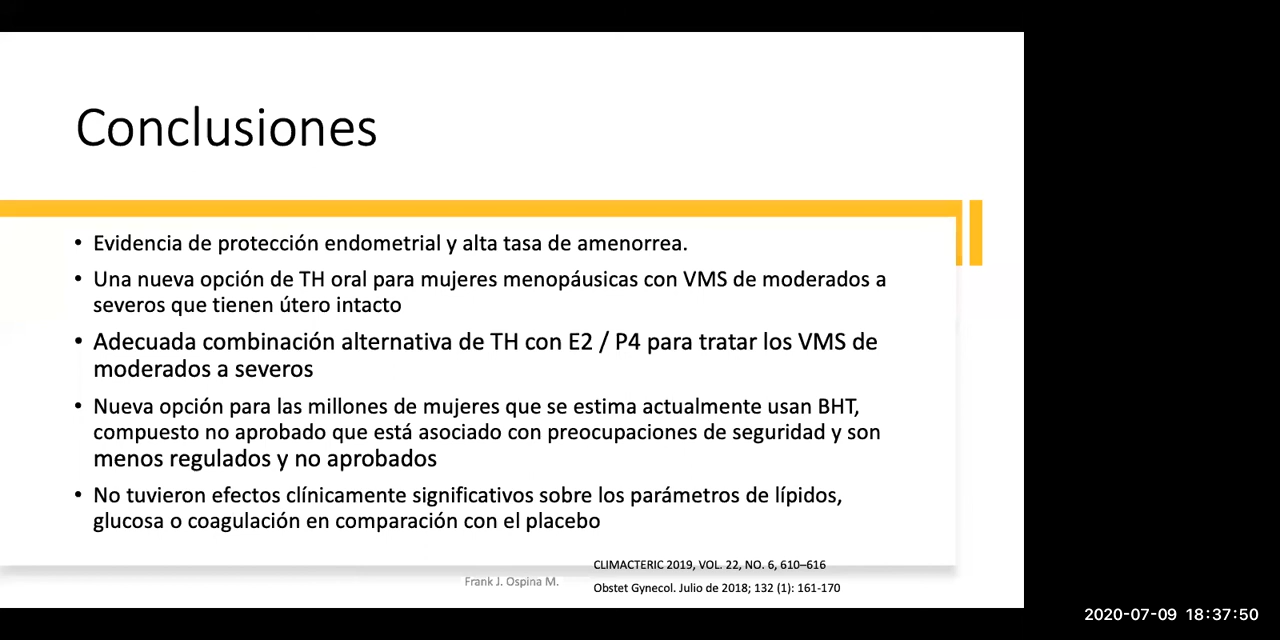 Conclusiones
• Evidencia de protección endometrial y alta tasa de amenorrea.
• Una nueva opción de TH oral para mujeres menopáusicas con VMS de moderados a
severos que tienen útero intacto
• Adecuada combinación alternativa de TH con E2 / P4 para tratar los VMS de
moderados a severos
• Nueva opción para las millones de mujeres que se estima actualmente usan BHT,
compuesto no aprobado que está asociado con preocupaciones de seguridad y son
menos regulados y no aprobados
• No tuvieron efectos clínicamente significativos sobre los parámetros de lípidos,
glucosa o coagulación en comparación con el placebo
CLIMACTERIC 2019, VOL. 22, NO. 6, 610–616
Frank J. Ospina M.
Obstet Gynecol. Julio de 2018; 132 (1): 161-170
2020-07-09 18:37:50